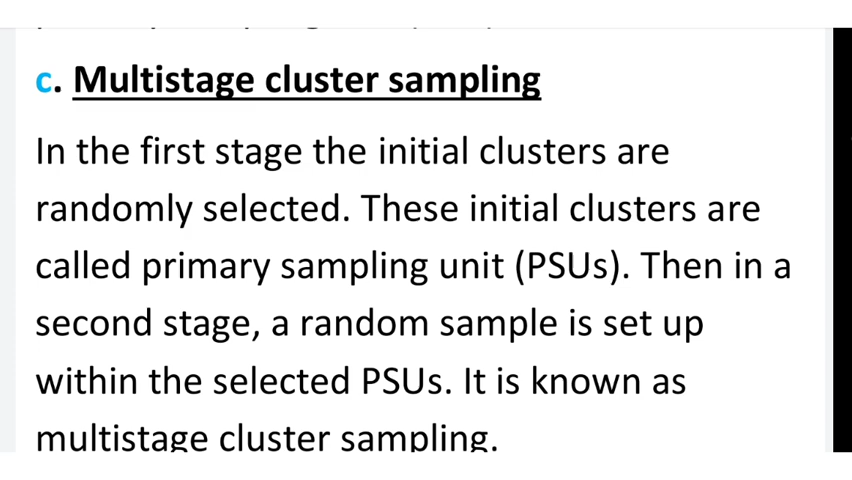 c. Multistage cluster sampling
In the first stage the initial clusters are
randomly selected. These initial clusters are
called primary sampling unit (PSUs). Then in a
second stage, a random sample is set up
within the selected PSUs. It is known as
multistage cluster sampling.